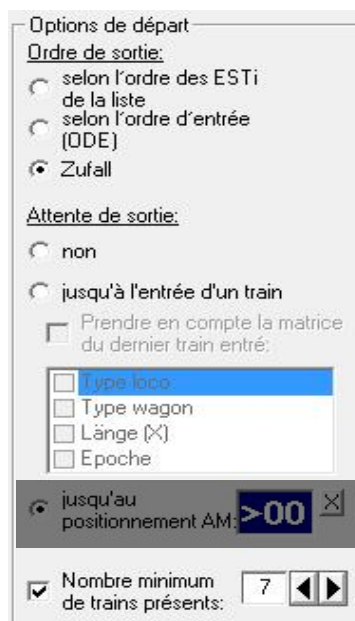 Options de départ
Ordre de sortie:
selon l'ordre des ESTi
de la liste
selon l'ordre d'entrée
(ODE)
Zufall
Attente de sortie:
non
jusqu'à l'entrée d'un train
Prendre en compte la matrice
du dernier train entré:
Type loco
Type wagon
Länge (X)
Epoche
jusqu'au
positionnement AM: >00 X
Nombre minimum
de trains présents: 7